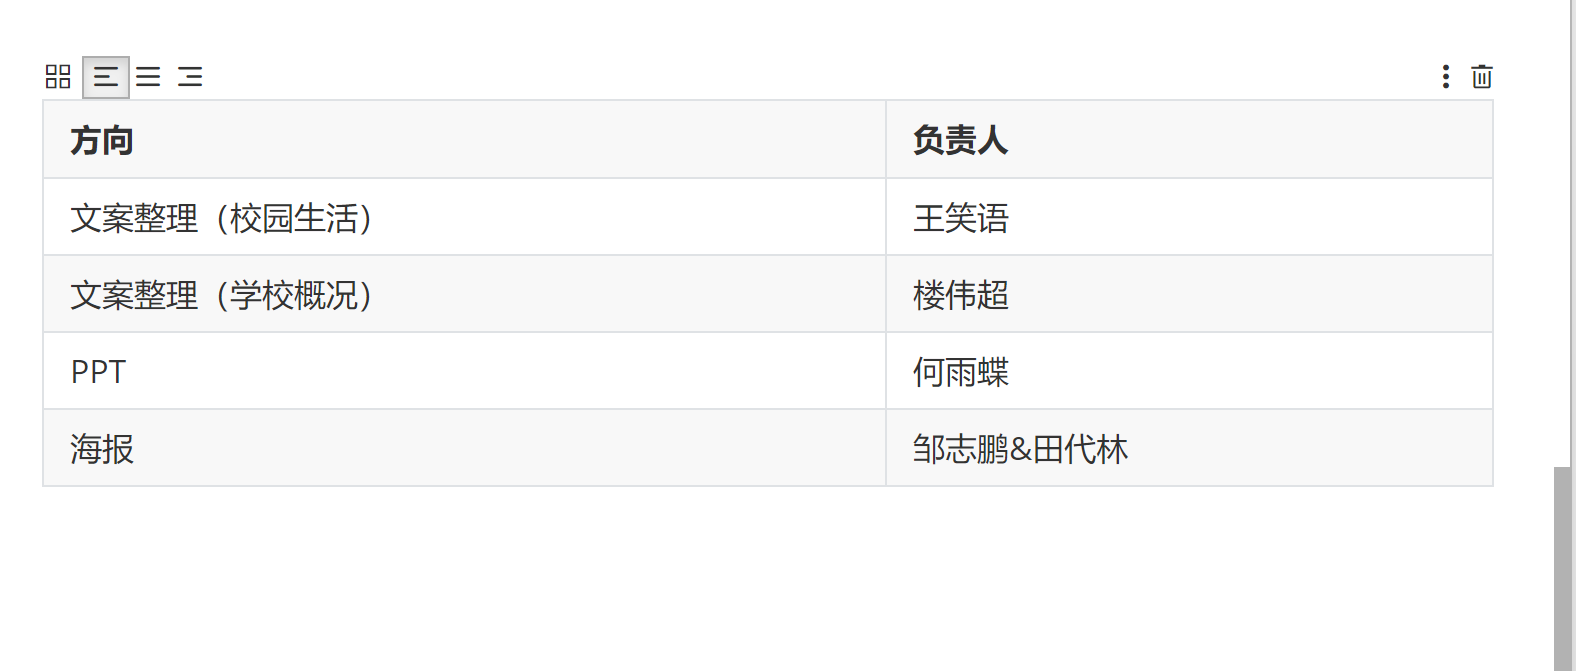 方向 负责人
文案整理（校园生活） 王笑语
文案整理（学校概况） 楼伟超
PPT 何雨蝶
海报 邹志鹏&田代林